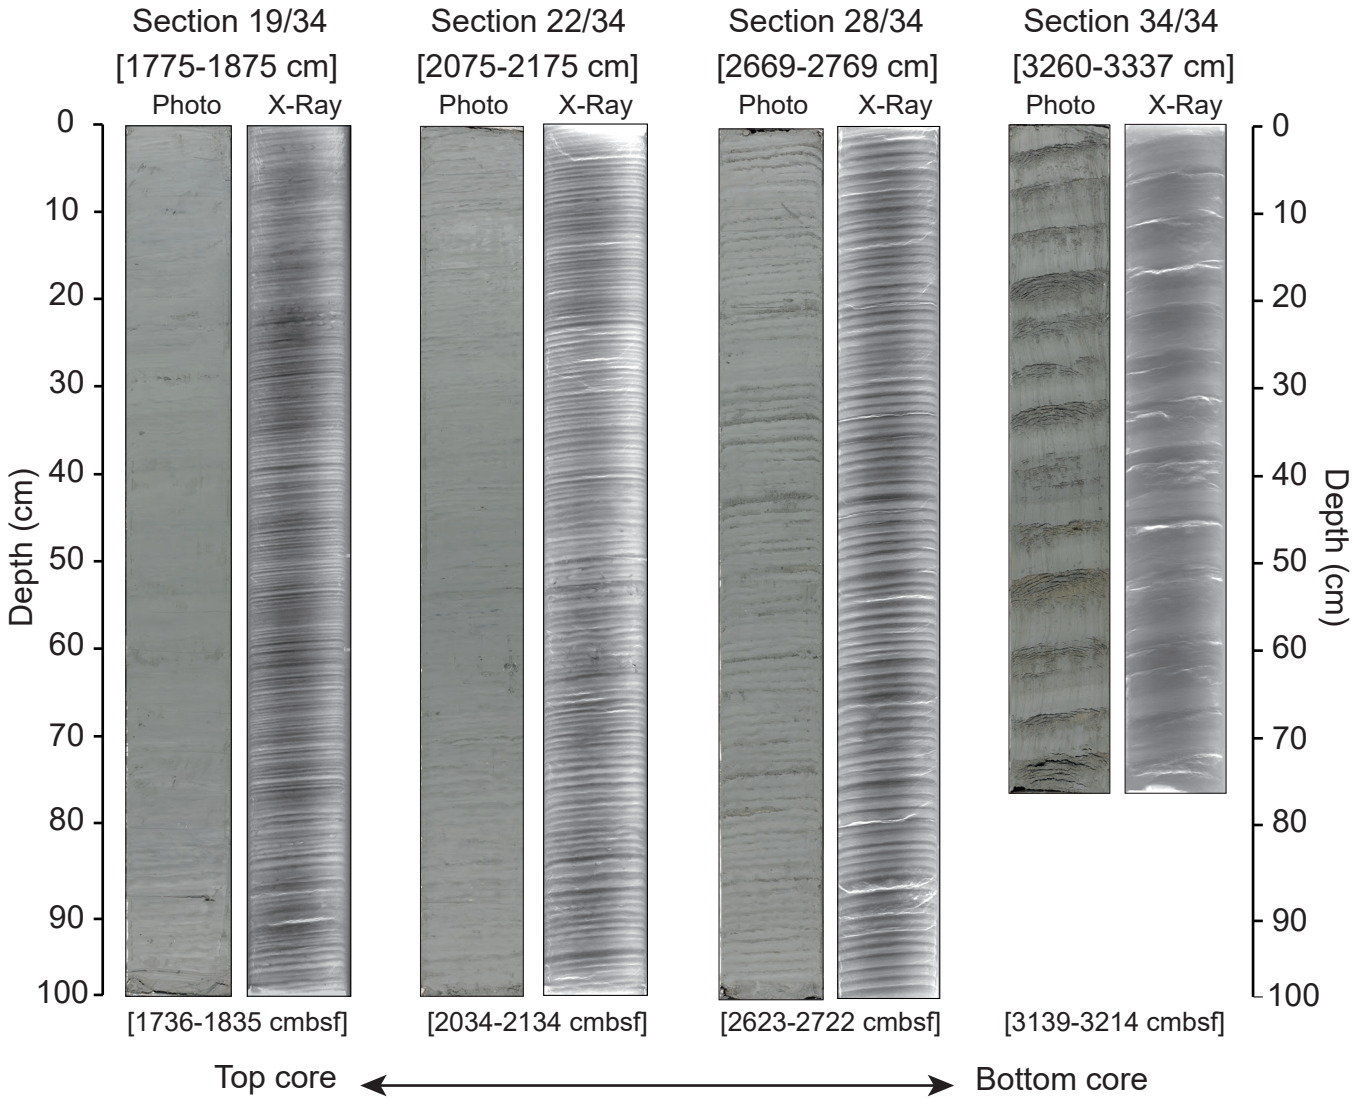 Section 19/34 Section 22/34 Section 28/34 Section 34/34
[1775-1875 cm] [2075-2175 cm] [2669-2769 cm] [3260-3337 cm]
Photo X-Ray Photo X-Ray Photo X-Ray Photo X-Ray
0 0
10 10
20 20
30 30
40 40
Depth (cm) Depth (cm)
50 50
60 60
70 70
80 80
90 90
100 100
[1736-1835 cmbsf] [2034-2134 cmbsf] [2623-2722 cmbsf] [3139-3214 cmbsf]
Top core Bottom core